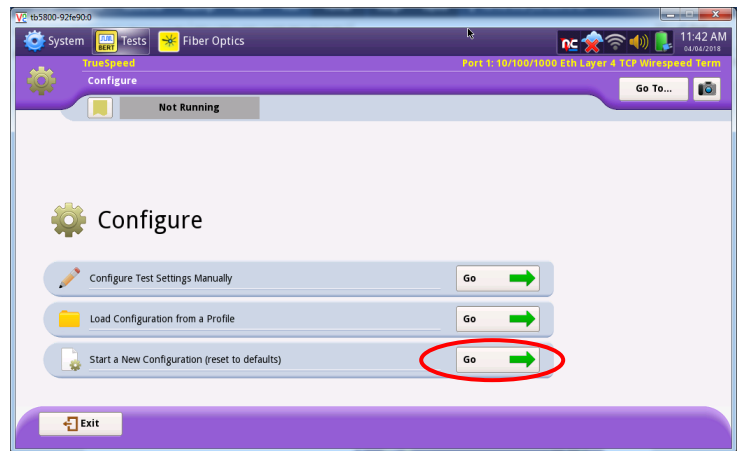 tb5800-92fe90:0
System Tests Fiber Optics
BERT
nc
11:42 AM
04/04/2018
TrueSpeed
Port 1: 10/100/1000 Eth Layer 4 TCP Wirespeed Term
Configure
Go To...
Not Running
Configure
Configure Test Settings Manually
Go
Load Configuration from a Profile
Go
Start a New Configuration (reset to defaults)
Go
Exit